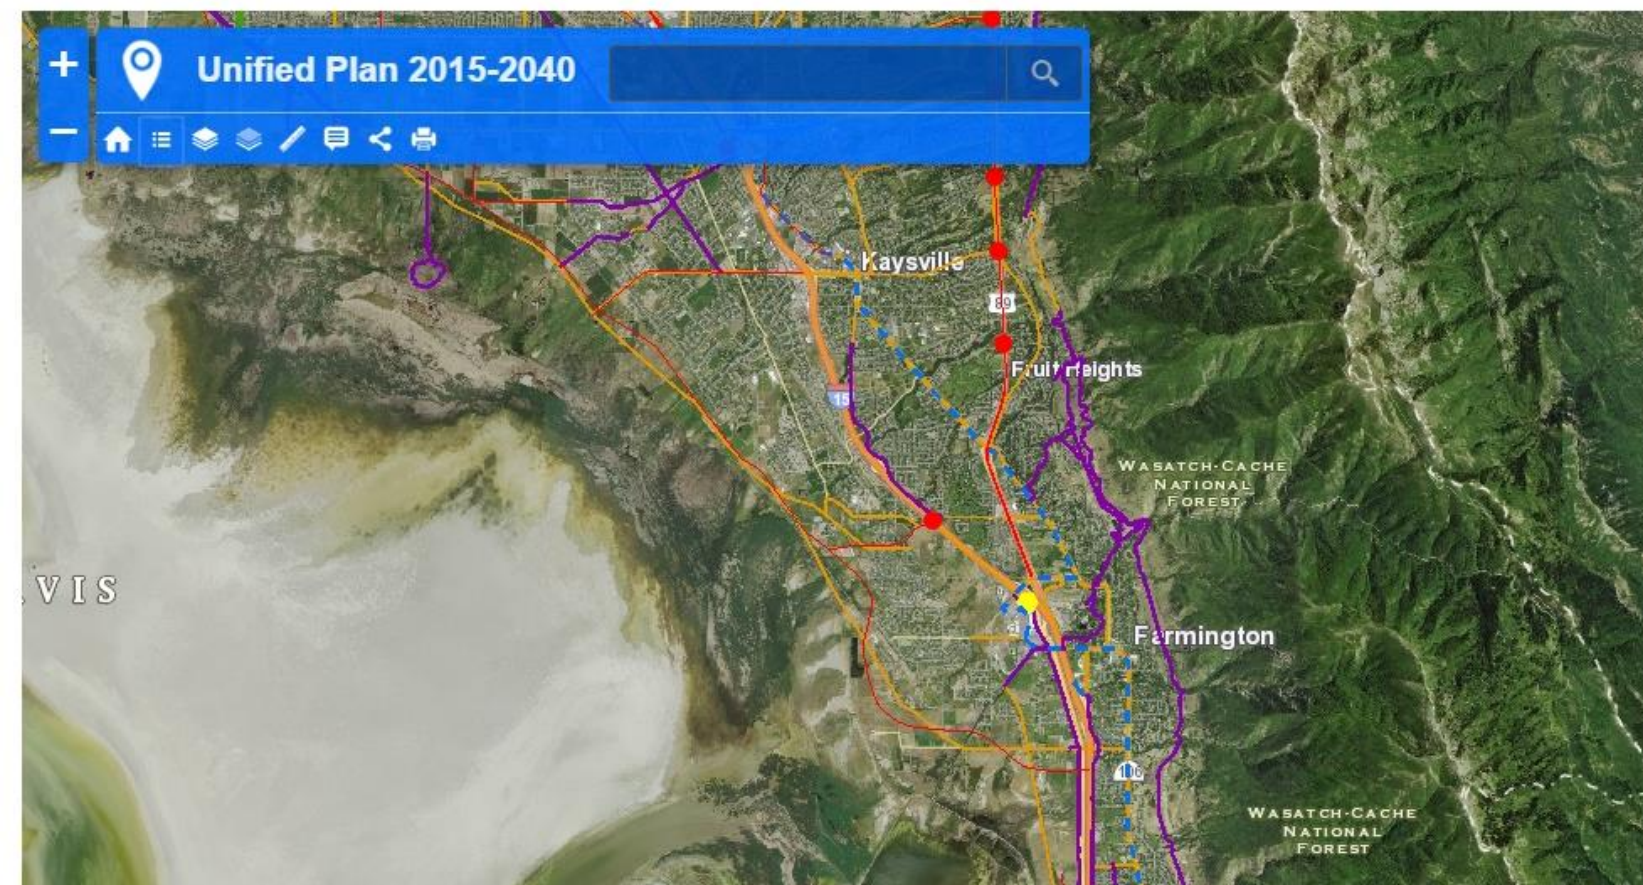 Unified Plan 2015-2040
Kaysville
89
Fruit Heights
15
WASATCH-CACHE
NATIONAL
FOREST
VIS
Farmington
106
WASATCH-CACHE
NATIONAL
FOREST